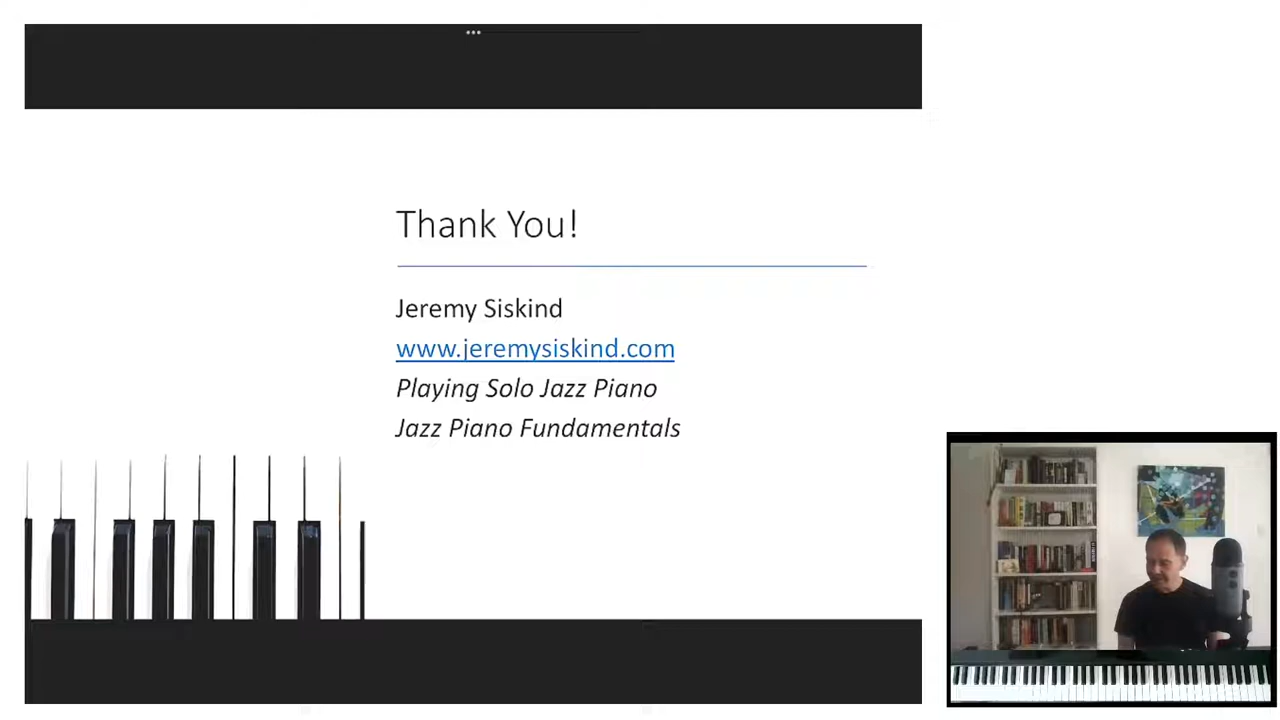 Thank You!
Jeremy Siskind
www.jeremysiskind.com
Playing Solo Jazz Piano
Jazz Piano Fundamentals